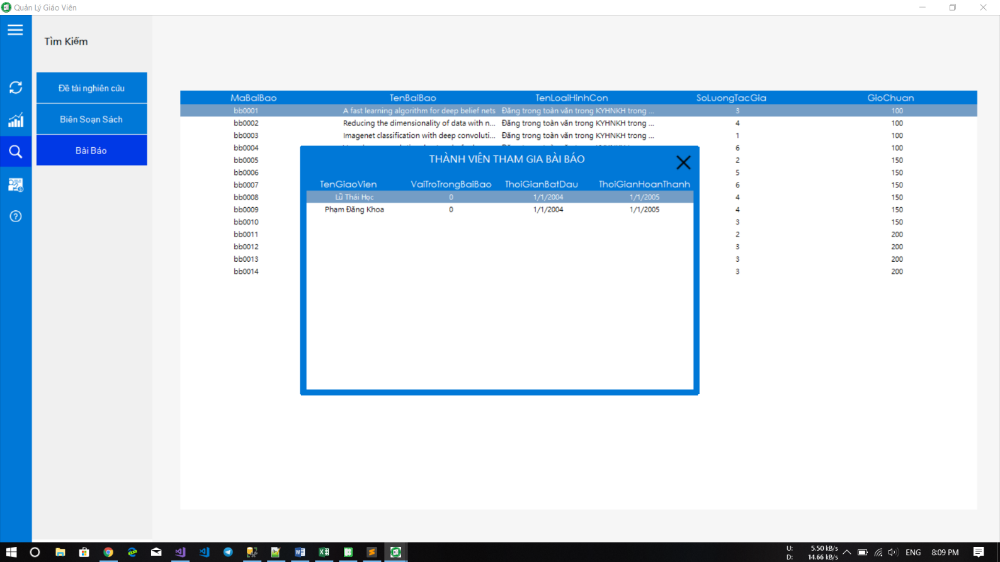 Quản Lý Giáo Viên
Tìm Kiếm
Đề tài nghiên cứu
Biên Soạn Sách
Bài Báo
MaBaiBao TenBaiBao TenLoaiHinhCon SoLuongTacGia GioChuan
bb0001 A fast learning algorithm for deep belief nets Đăng trong toàn văn trong KYHNKH trong ... 3 100
bb0002 Reducing the dimensionality of data with n... Đăng trong toàn văn trong KYHNKH trong ... 4 100
bb0003 Imagenet classification with deep convoluti... Đăng trong toàn văn trong KYHNKH trong ... 1 100
bb0004 6 100
bb0005 2 150
bb0006 5 150
bb0007 6 150
bb0008 4 150
bb0009 4 150
bb0010 3 150
bb0011 2 200
bb0012 3 200
bb0013 3 200
bb0014 3 200
THÀNH VIÊN THAM GIA BÀI BÁO
TenGiaoVien VaiTroTrongBaiBao ThoiGianBatDau ThoiGianHoanThanh
Lữ Thái Học 0 1/1/2004 1/1/2005
Phạm Đăng Khoa 0 1/1/2004 1/1/2005
U: 5.50 kB/s
D: 14.66 kB/s
ENG 8:09 PM